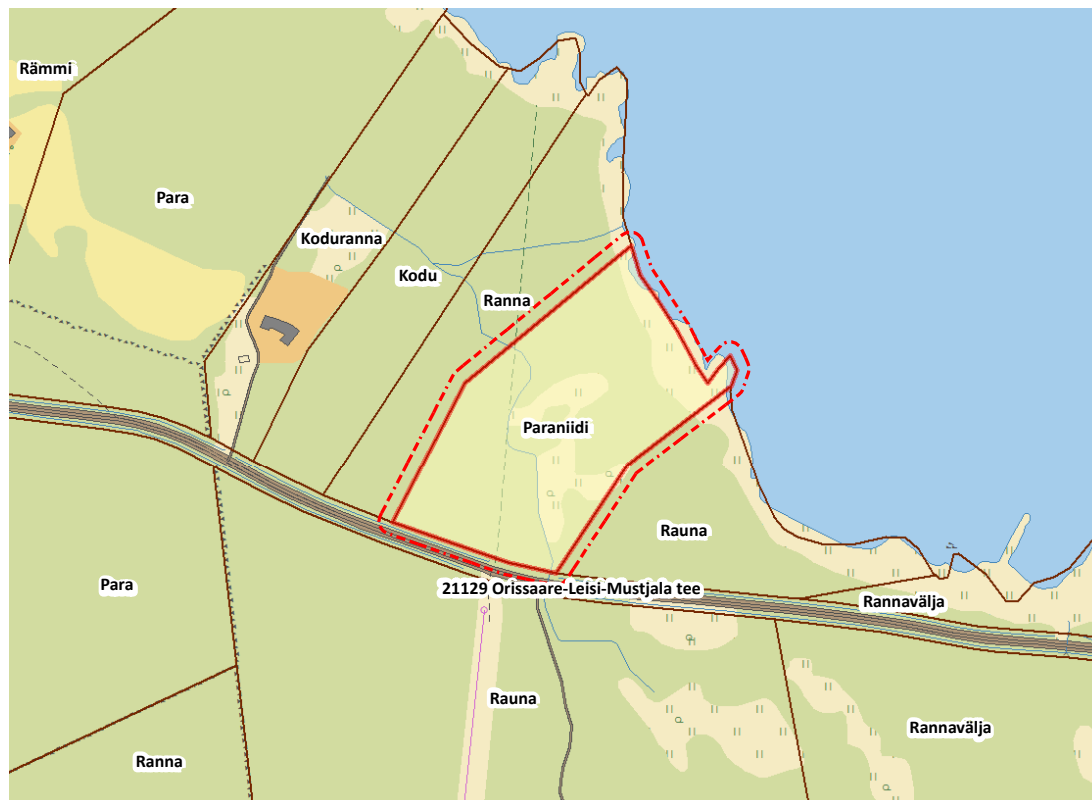 Rämmi
Para
Koduranna
Kodu
Ranna
Paraniidi
Rauna
Para
21129 Orissaare-Leisi-Mustjala tee
Rannavälja
Rauna
Rannavälja
Ranna